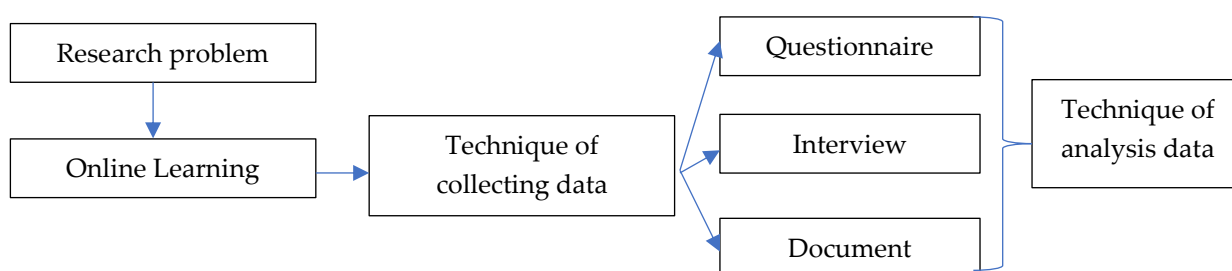 Research problem
Online Learning
Technique of
collecting data
Questionnaire
Interview
Document
Technique of
analysis data